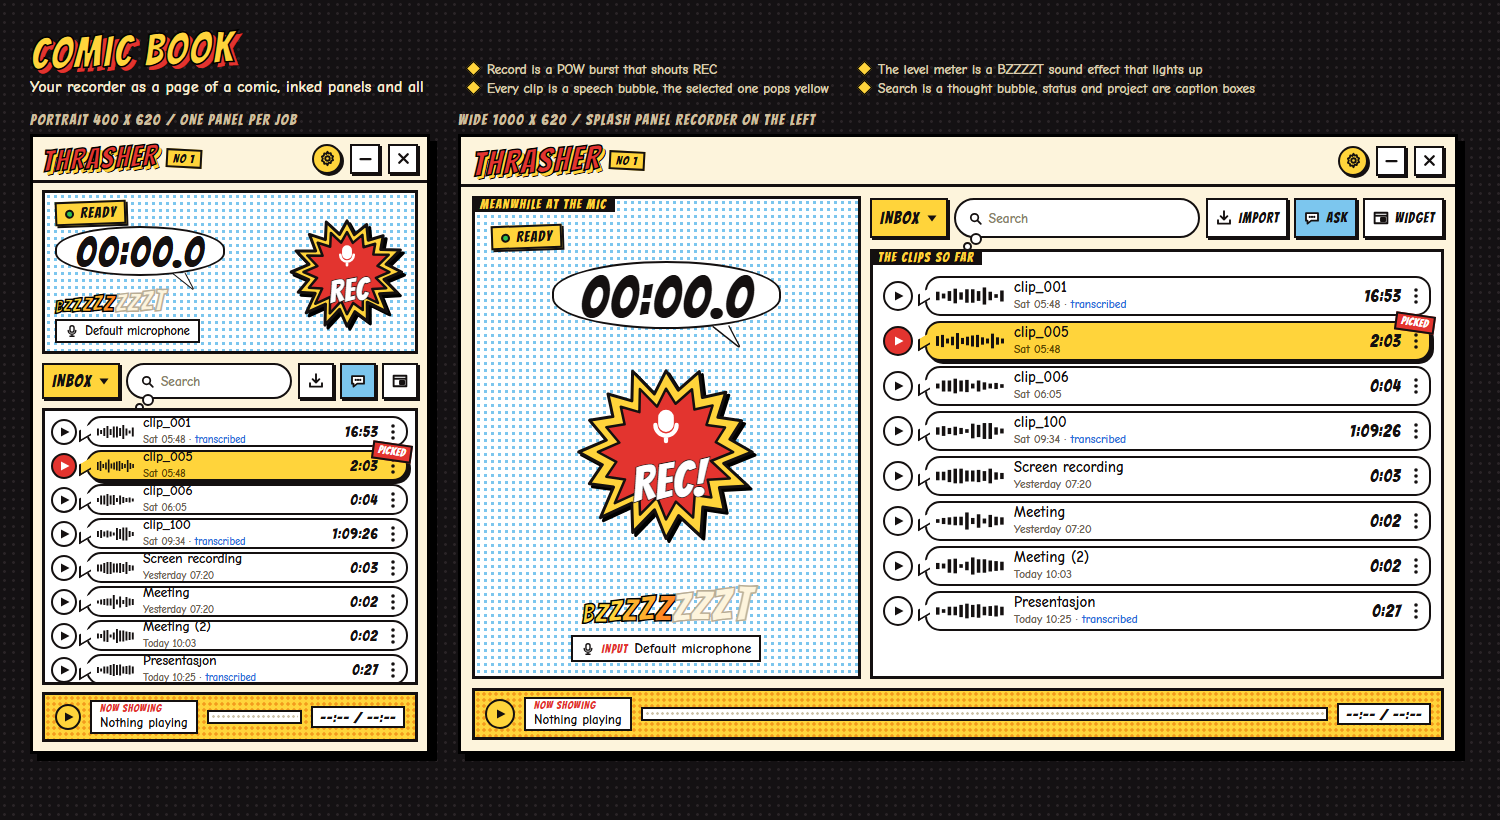 COMIC BOOK
Your recorder as a page of a comic, inked panels and all
Record is a POW burst that shouts REC
Every clip is a speech bubble, the selected one pops yellow
The level meter is a BZZZZT sound effect that lights up
Search is a thought bubble, status and project are caption boxes
PORTRAIT 400 X 620 / ONE PANEL PER JOB
THRASHER NO 1
READY
00:00.0
REC
BZZZZZZZZT
Default microphone
INBOX
Search
clip_001
16:53
Sat 05:48 · transcribed
PICKED
clip_005
2:03
Sat 05:48
clip_006
0:04
Sat 06:05
clip_100
1:09:26
Sat 09:34 · transcribed
Screen recording
0:03
Yesterday 07:20
Meeting
0:02
Yesterday 07:20
Meeting (2)
0:02
Today 10:03
Presentasjon
0:27
Today 10:25 · transcribed
NOW SHOWING
Nothing playing
--:-- / --:--
WIDE 1000 X 620 / SPLASH PANEL RECORDER ON THE LEFT
THRASHER NO 1
MEANWHILE AT THE MIC
READY
00:00.0
REC!
BZZZZZZZZT
INPUT Default microphone
INBOX
Search
IMPORT
ASK
WIDGET
THE CLIPS SO FAR
clip_001
16:53
Sat 05:48 · transcribed
PICKED
clip_005
2:03
Sat 05:48
clip_006
0:04
Sat 06:05
clip_100
1:09:26
Sat 09:34 · transcribed
Screen recording
0:03
Yesterday 07:20
Meeting
0:02
Yesterday 07:20
Meeting (2)
0:02
Today 10:03
Presentasjon
0:27
Today 10:25 · transcribed
NOW SHOWING
Nothing playing
--:-- / --:--